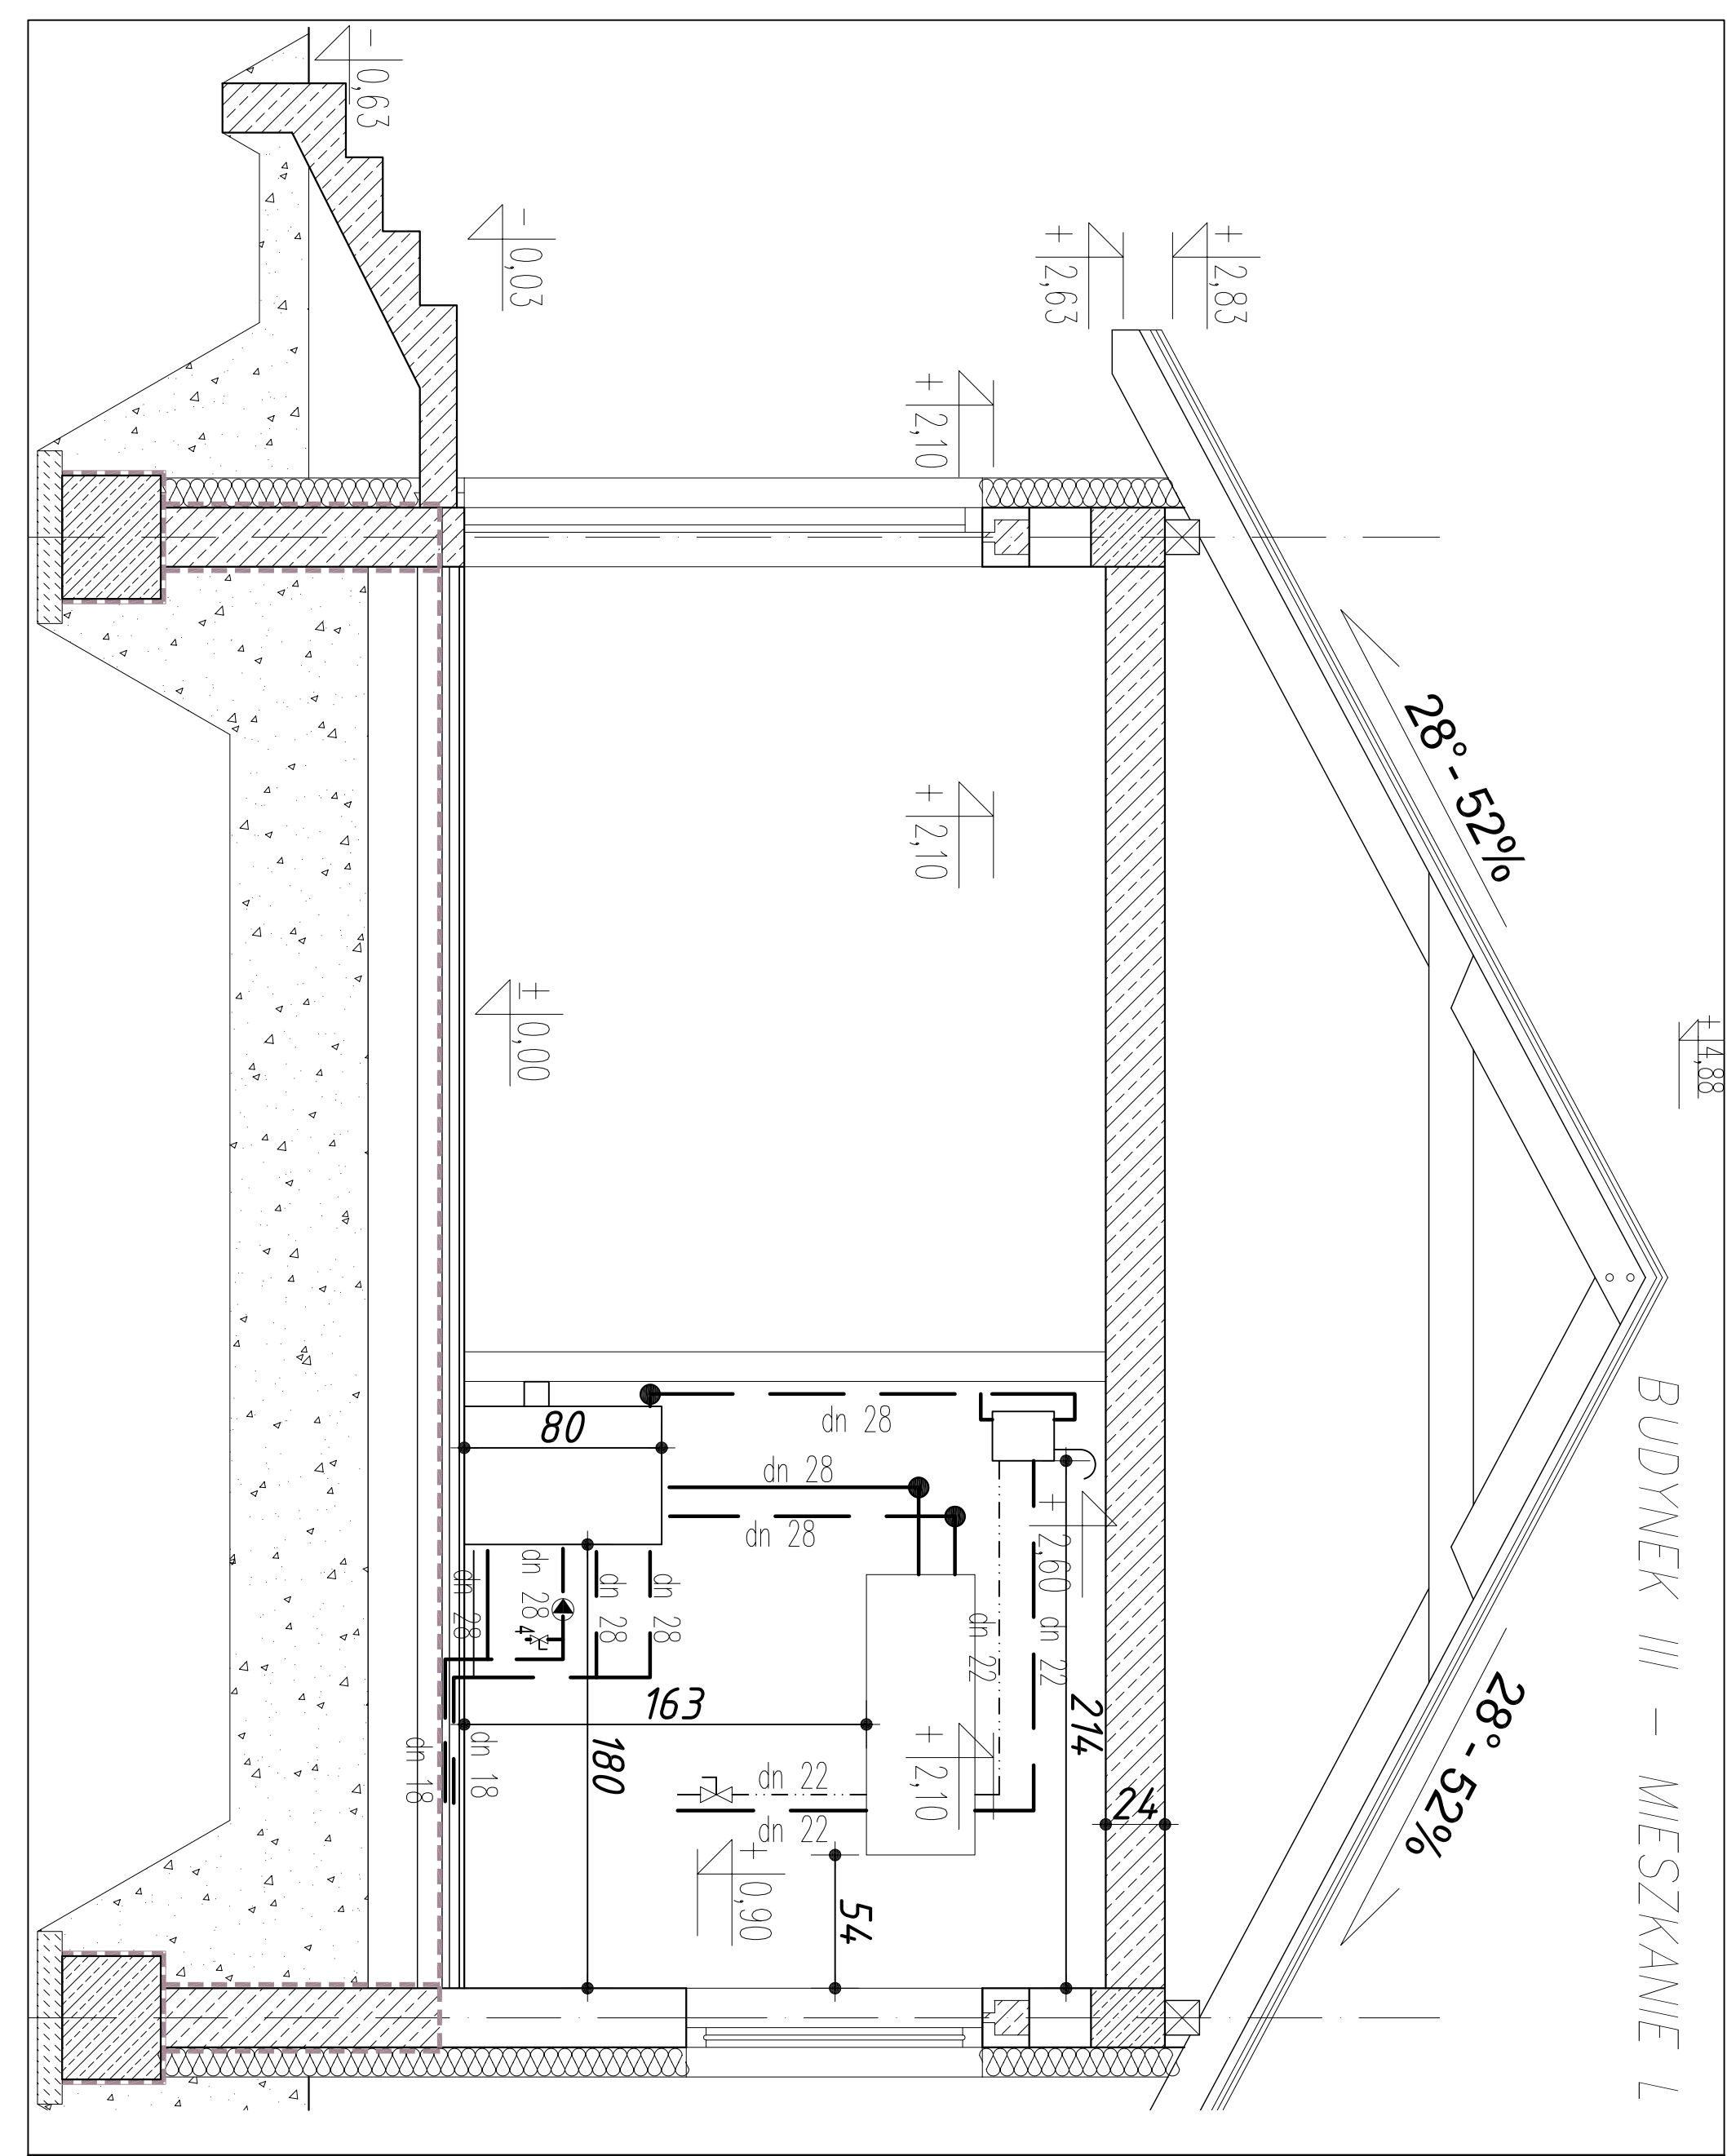 BUDYNEK III – MIESZKANIE L
+4,88
28° - 52%
28° - 52%
+2,83
+2,63
+2,10
+2,10
-0,03
-0,63
±0,00
24
214
+2,60
dn 22
dn 22
dn 28
dn 28
dn 28
80
dn 28
dn 28
dn 28
4
dn 28
163
180
dn 18
dn 18
+2,10
dn 22
dn 22
+0,90
54